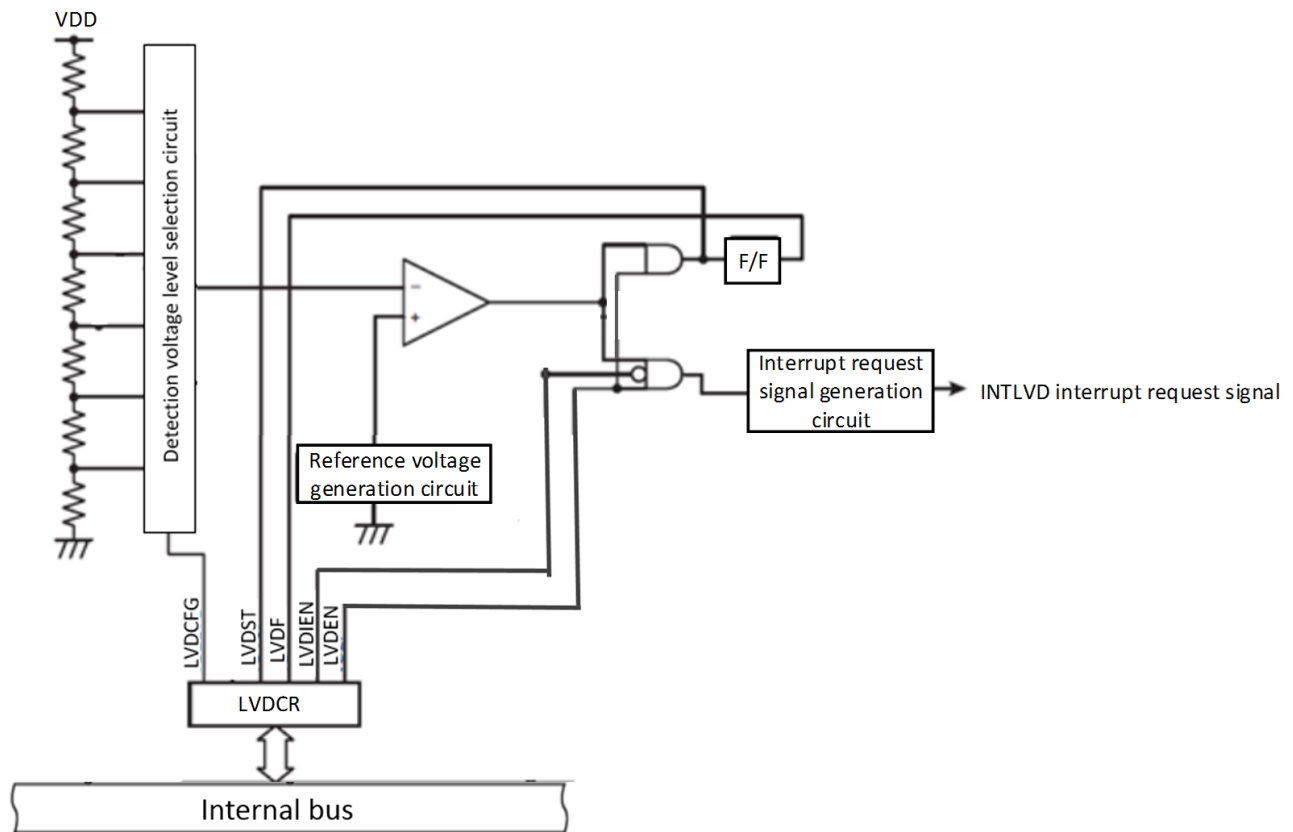 VDD
Detection voltage level selection circuit
−
+
F/F
Interrupt request
signal generation
circuit
INTLVD interrupt request signal
Reference voltage
generation circuit
LVDCFG
LVDST
LVDF
LVDIEN
LVDEN
LVDCR
Internal bus